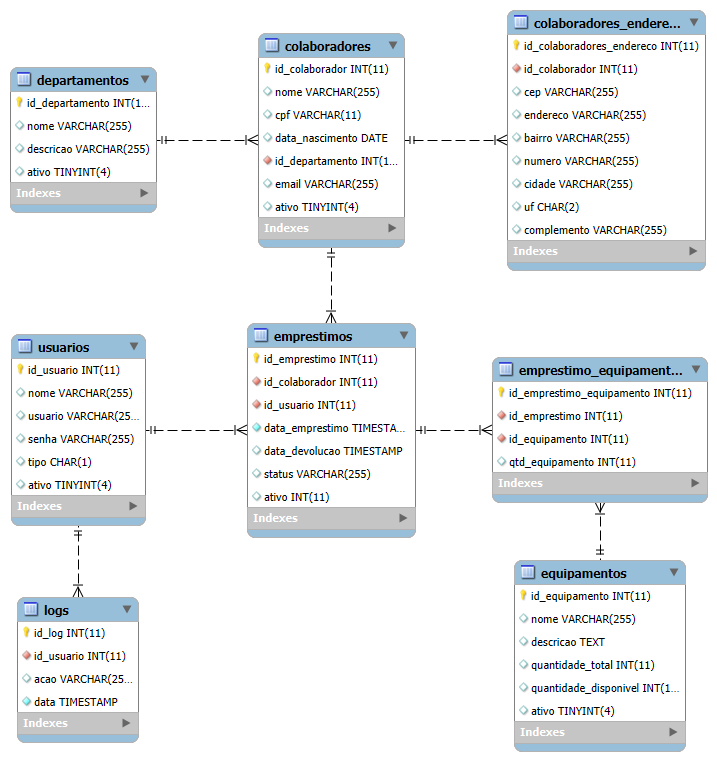 departamentos
id_departamento INT(1...
nome VARCHAR(255)
descricao VARCHAR(255)
ativo TINYINT(4)
Indexes
colaboradores
id_colaborador INT(11)
nome VARCHAR(255)
cpf VARCHAR(11)
data_nascimento DATE
id_departamento INT(1...
email VARCHAR(255)
ativo TINYINT(4)
Indexes
colaboradores_endere...
id_colaboradores_endereco INT(11)
id_colaborador INT(11)
cep VARCHAR(255)
endereco VARCHAR(255)
bairro VARCHAR(255)
numero VARCHAR(255)
cidade VARCHAR(255)
uf CHAR(2)
complemento VARCHAR(255)
Indexes
usuarios
id_usuario INT(11)
nome VARCHAR(255)
usuario VARCHAR(25...
senha VARCHAR(255)
tipo CHAR(1)
ativo TINYINT(4)
Indexes
emprestimos
id_emprestimo INT(11)
id_colaborador INT(11)
id_usuario INT(11)
data_emprestimo TIMESTA...
data_devolucao TIMESTAMP
status VARCHAR(255)
ativo INT(11)
Indexes
emprestimo_equipament...
id_emprestimo_equipamento INT(11)
id_emprestimo INT(11)
id_equipamento INT(11)
qtd_equipamento INT(11)
Indexes
logs
id_log INT(11)
id_usuario INT(11)
acao VARCHAR(25...
data TIMESTAMP
Indexes
equipamentos
id_equipamento INT(11)
nome VARCHAR(255)
descricao TEXT
quantidade_total INT(11)
quantidade_disponivel INT(1...
ativo TINYINT(4)
Indexes